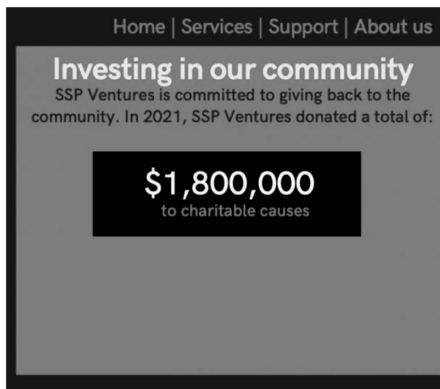 Home | Services | Support | About us
Investing in our community
SSP Ventures is committed to giving back to the
community. In 2021, SSP Ventures donated a total of:
$1,800,000
to charitable causes